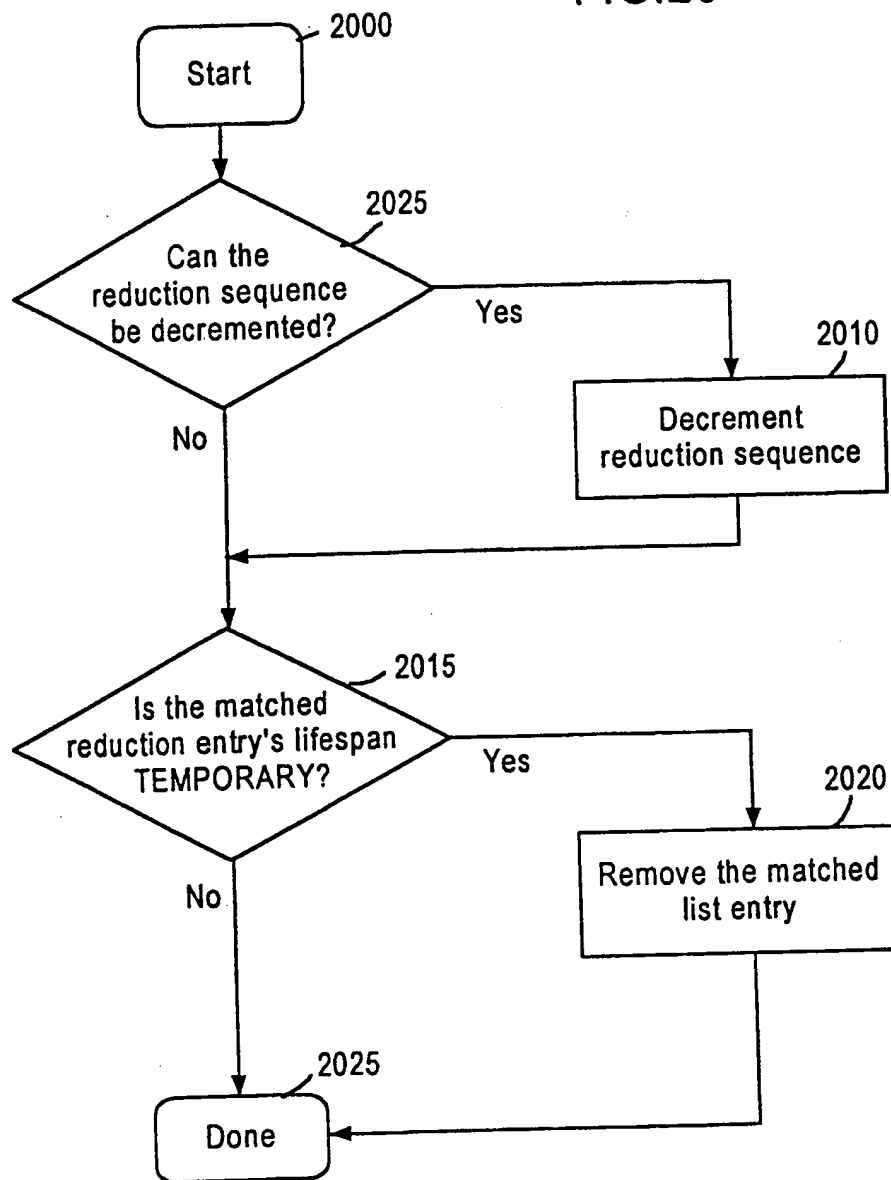 2000
Start
2025
Can the
reduction sequence
be decremented?
Yes
2010
Decrement
reduction sequence
No
2015
Is the matched
reduction entry's lifespan
TEMPORARY?
Yes
2020
Remove the matched
list entry
No
2025
Done